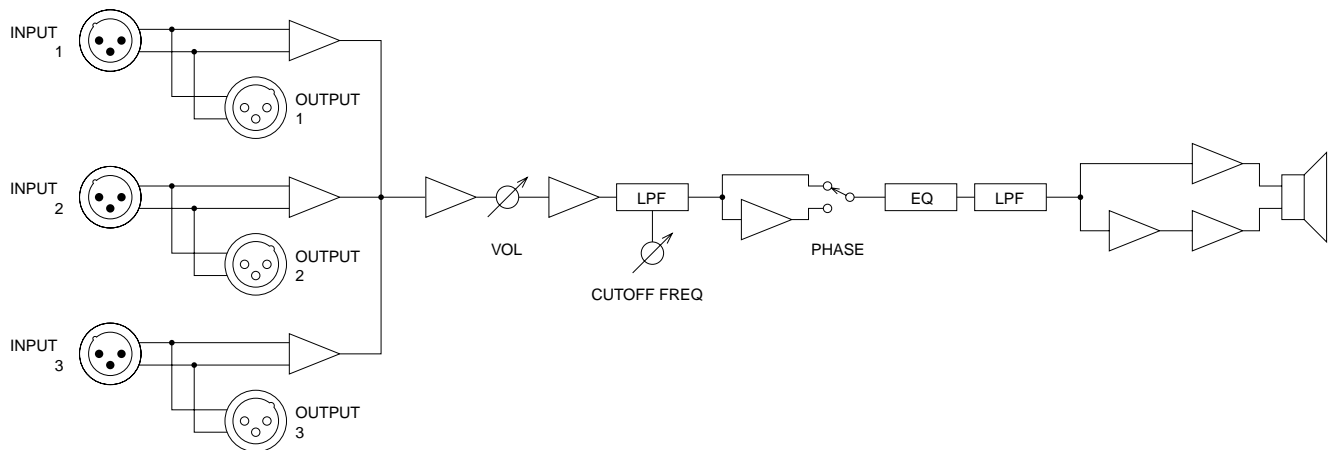 INPUT
1
OUTPUT
1
INPUT
2
OUTPUT
2
INPUT
3
OUTPUT
3
VOL
LPF
CUTOFF FREQ
PHASE
EQ
LPF